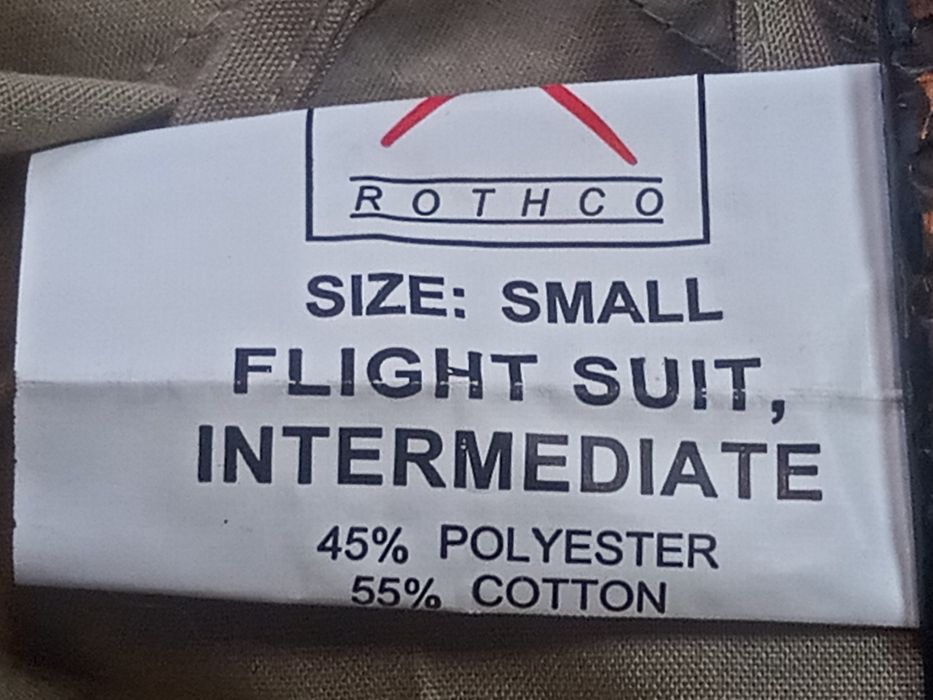 ROTHCO
SIZE: SMALL
FLIGHT SUIT,
INTERMEDIATE
45% POLYESTER
55% COTTON